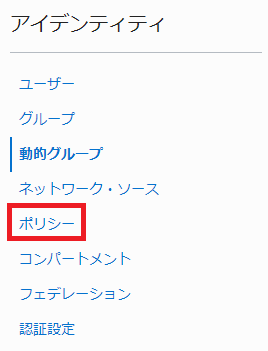 アイデンティティ
ユーザー
グループ
動的グループ
ネットワーク・ソース
ポリシー
コンパートメント
フェデレーション
認証設定